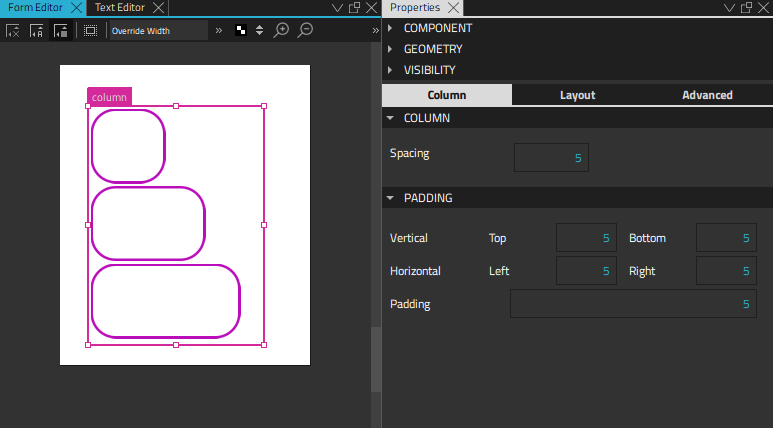 Form Editor Text Editor
Override Width
column
Properties
COMPONENT
GEOMETRY
VISIBILITY
Column Layout Advanced
COLUMN
Spacing 5
PADDING
Vertical Top 5 Bottom 5
Horizontal Left 5 Right 5
Padding 5